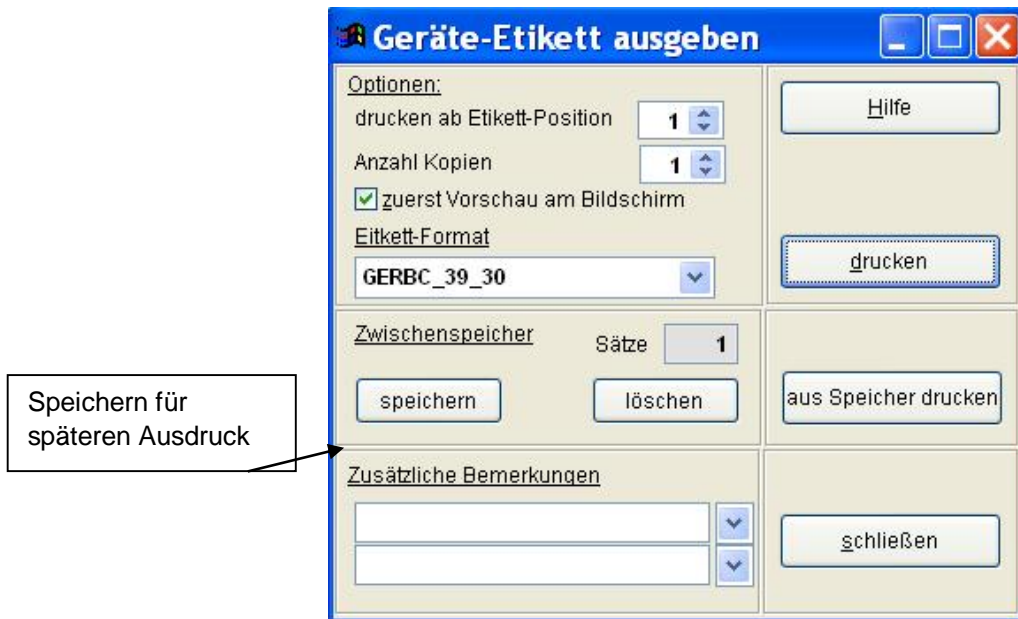 Geräte-Etikett ausgeben
Optionen:
drucken ab Etikett-Position 1
Anzahl Kopien 1
zuerst Vorschau am Bildschirm
Eitkett-Format
GERBC_39_30
Hilfe
drucken
Zwischenspeicher Sätze 1
speichern löschen
aus Speicher drucken
Speichern für
späteren Ausdruck
Zusätzliche Bemerkungen
schließen